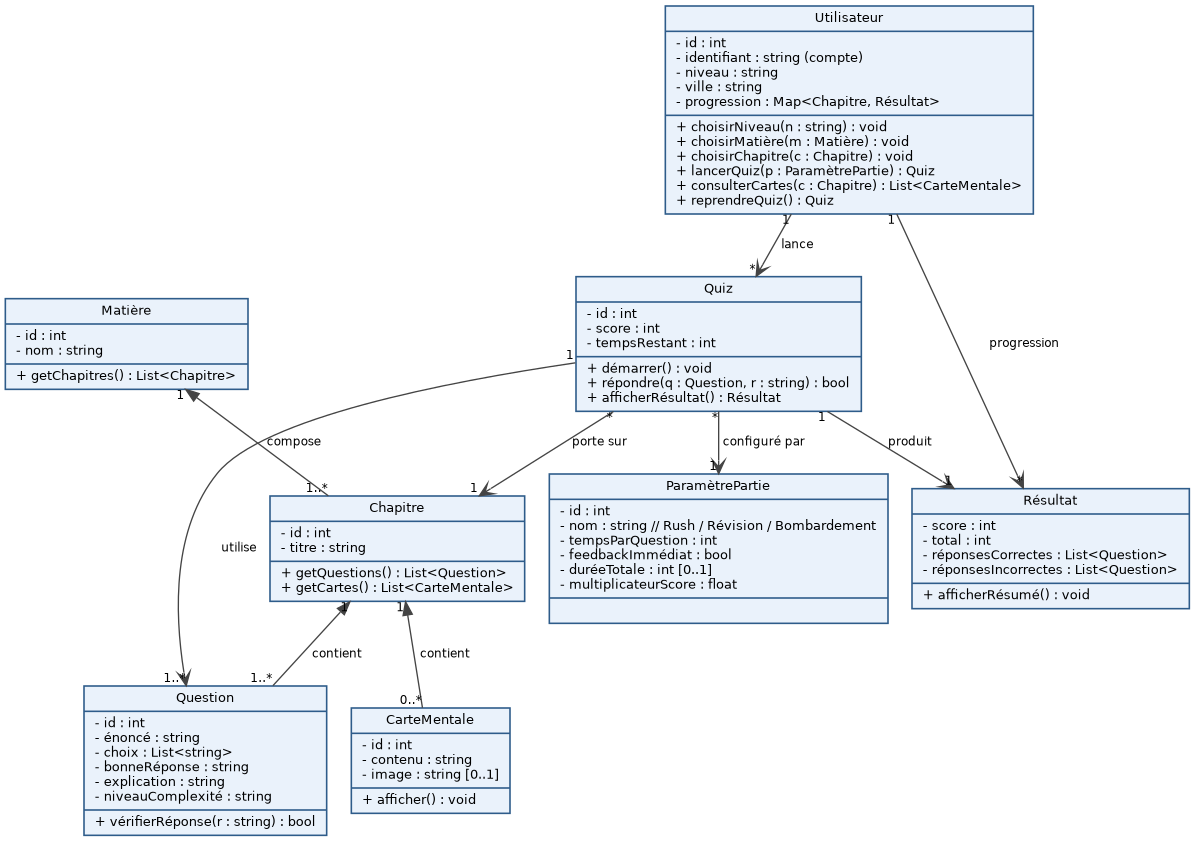 Utilisateur
- id : int
- identifiant : string (compte)
- niveau : string
- ville : string
- progression : Map<Chapitre, Résultat>
+ choisirNiveau(n : string) : void
+ choisirMatière(m : Matière) : void
+ choisirChapitre(c : Chapitre) : void
+ lancerQuiz(p : ParamètrePartie) : Quiz
+ consulterCartes(c : Chapitre) : List<CarteMentale>
+ reprendreQuiz() : Quiz
1
1
lance
*
progression
Quiz
- id : int
- score : int
- tempsRestant : int
+ démarrer() : void
+ répondre(q : Question, r : string) : bool
+ afficherRésultat() : Résultat
Matière
- id : int
- nom : string
+ getChapitres() : List<Chapitre>
1
1
*
*
1
compose
porte sur
configuré par
produit
1..*
1
1
1
Chapitre
- id : int
- titre : string
+ getQuestions() : List<Question>
+ getCartes() : List<CarteMentale>
ParamètrePartie
- id : int
- nom : string // Rush / Révision / Bombardement
- tempsParQuestion : int
- feedbackImmédiat : bool
- duréeTotale : int [0..1]
- multiplicateurScore : float
Résultat
- score : int
- total : int
- réponsesCorrectes : List<Question>
- réponsesIncorrectes : List<Question>
+ afficherRésumé() : void
utilise
1
1
contient
contient
1..*
1..*
0..*
Question
- id : int
- énoncé : string
- choix : List<string>
- bonneRéponse : string
- explication : string
- niveauComplexité : string
+ vérifierRéponse(r : string) : bool
CarteMentale
- id : int
- contenu : string
- image : string [0..1]
+ afficher() : void